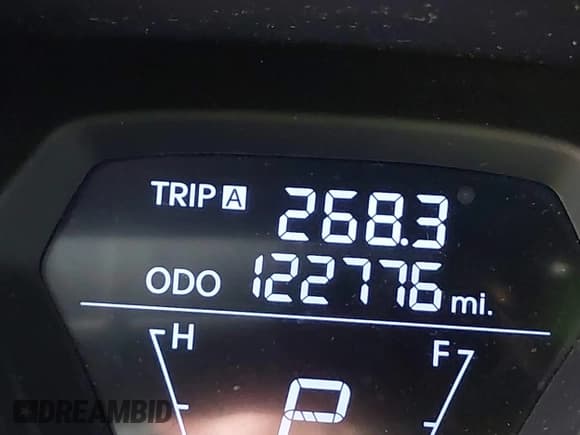 TRIP A 268.3
ODO 122776 mi.
H F
P
DREAMBID